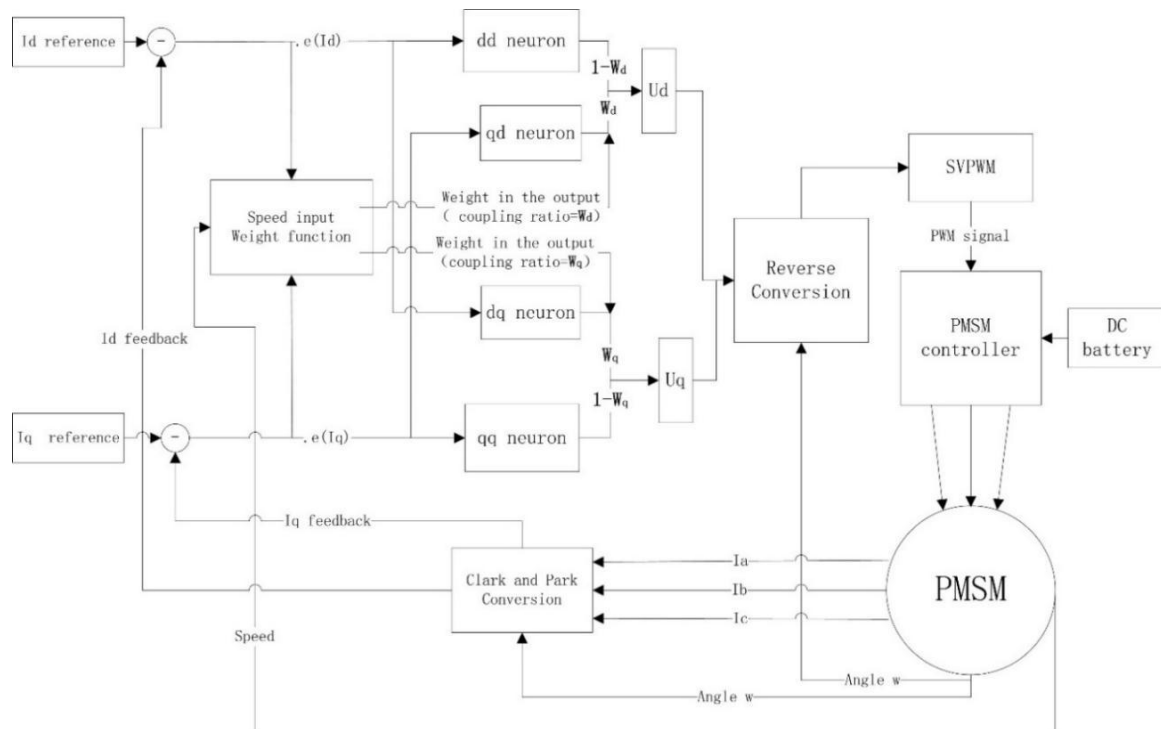 Id reference
-
.e(Id)
dd neuron
1-Wd
Ud
Wd
qd neuron
SVPWM
Weight in the output
( coupling ratio=Wd)
Speed input
Weight function
Weight in the output
(coupling ratio=Wq)
PWM signal
Reverse
Conversion
dq neuron
Id feedback
PMSM
controller
DC
battery
Wq
Uq
1-Wq
Iq reference
-
.e(Iq)
qq neuron
Iq feedback
Clark and Park
Conversion
Ia
Ib
Ic
PMSM
Speed
Angle w
Angle w